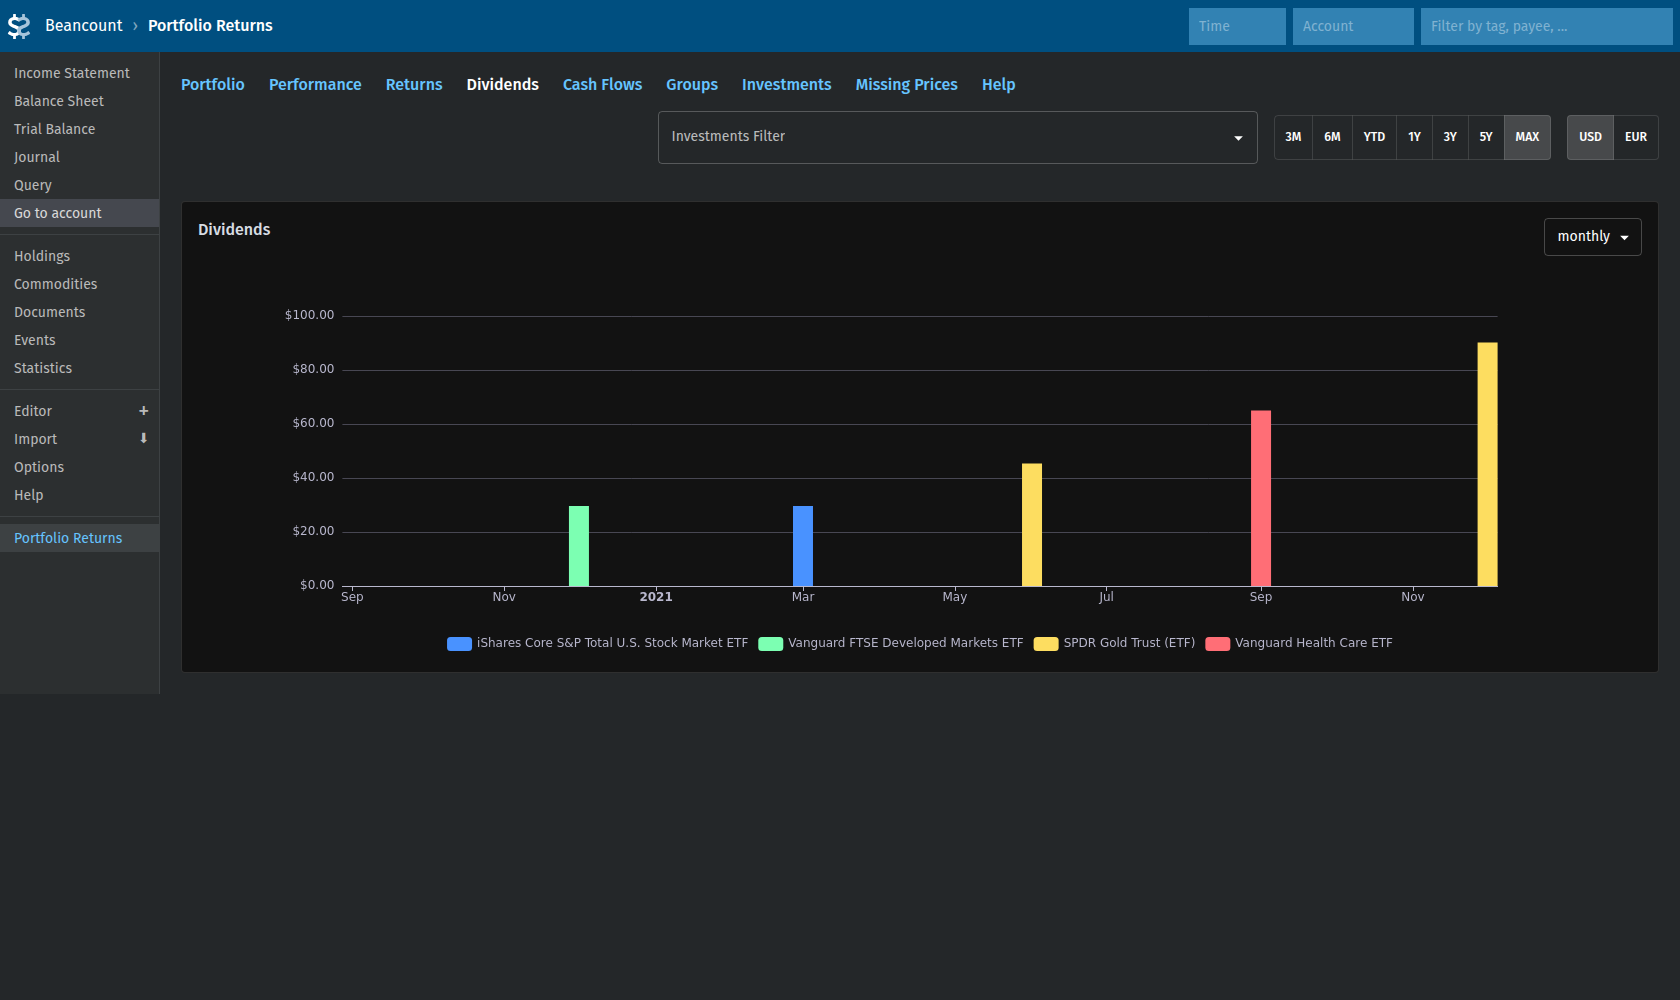 Beancount › Portfolio Returns
Time
Account
Filter by tag, payee, ...
Income Statement
Balance Sheet
Trial Balance
Journal
Query
Go to account
Holdings
Commodities
Documents
Events
Statistics
Editor +
Import
Options
Help
Portfolio Returns
Portfolio Performance Returns Dividends Cash Flows Groups Investments Missing Prices Help
Investments Filter
3M 6M YTD 1Y 3Y 5Y MAX
USD EUR
Dividends
monthly
$100.00
$80.00
$60.00
$40.00
$20.00
$0.00
Sep Nov 2021 Mar May Jul Sep Nov
iShares Core S&P Total U.S. Stock Market ETF Vanguard FTSE Developed Markets ETF SPDR Gold Trust (ETF) Vanguard Health Care ETF